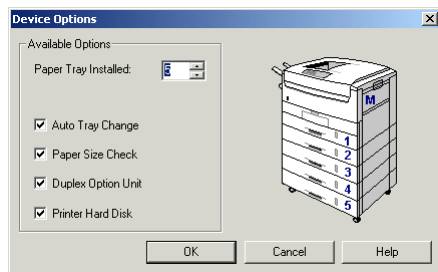 Device Options
Available Options
Paper Tray Installed: 5
Auto Tray Change
Paper Size Check
Duplex Option Unit
Printer Hard Disk
M
1
2
3
4
5
OK Cancel Help